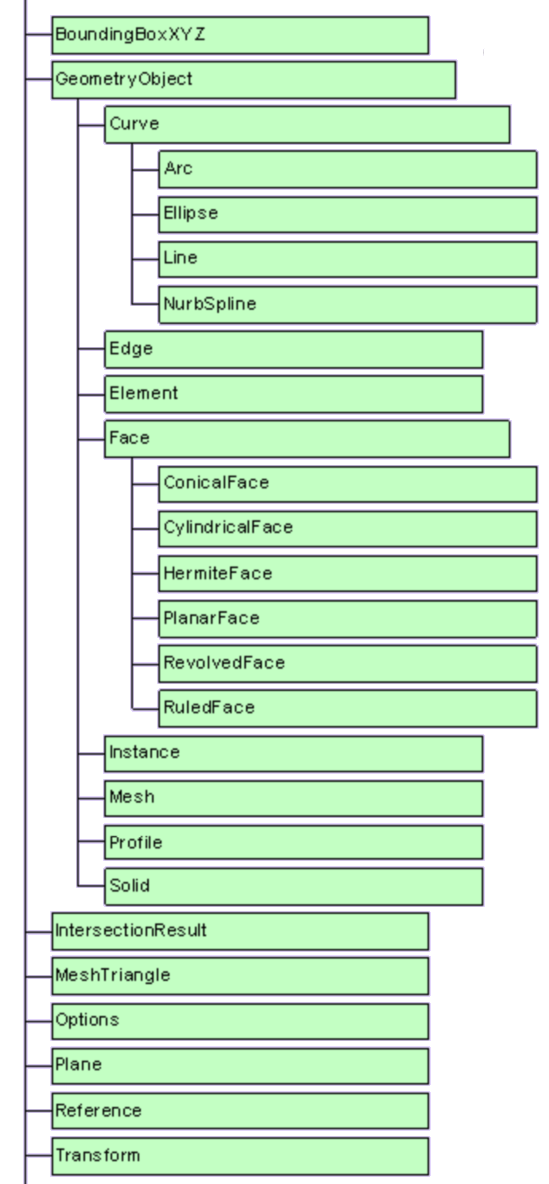 BoundingBoxXYZ
GeometryObject
Curve
Arc
Ellipse
Line
NurbSpline
Edge
Element
Face
ConicalFace
CylindricalFace
HermiteFace
PlanarFace
RevolvedFace
RuledFace
Instance
Mesh
Profile
Solid
IntersectionResult
MeshTriangle
Options
Plane
Reference
Transform